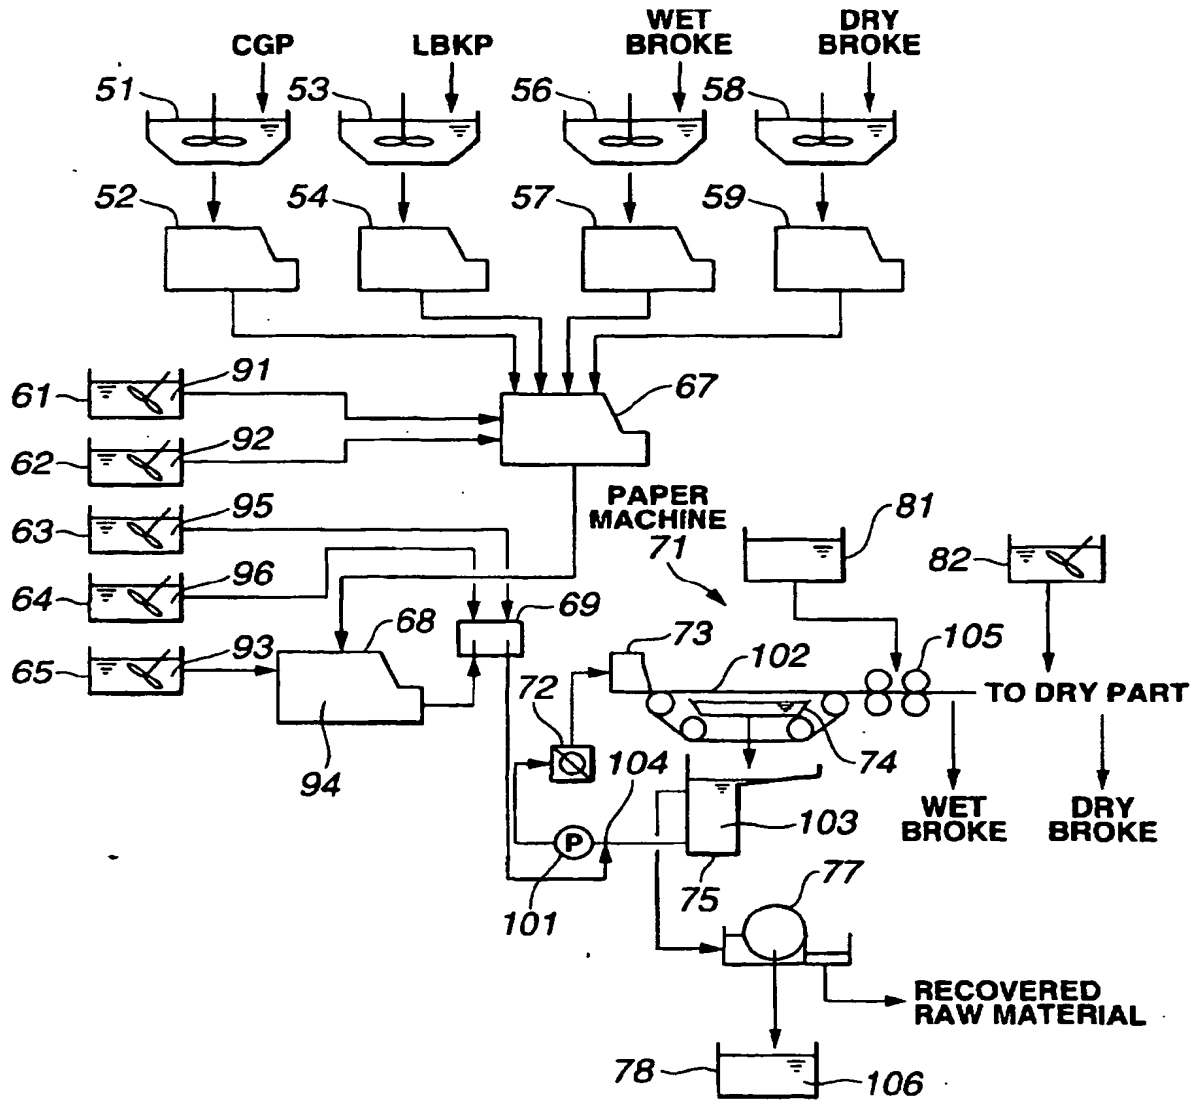 CGP
LBKP
WET
BROKE
DRY
BROKE
51
53
56
58
52
54
57
59
61
91
67
62
92
63
95
64
96
65
93
68
69
94
PAPER
MACHINE
71
81
82
73
102
105
TO DRY PART
72
74
104
P
101
103
75
WET
BROKE
DRY
BROKE
77
RECOVERED
RAW MATERIAL
78
106